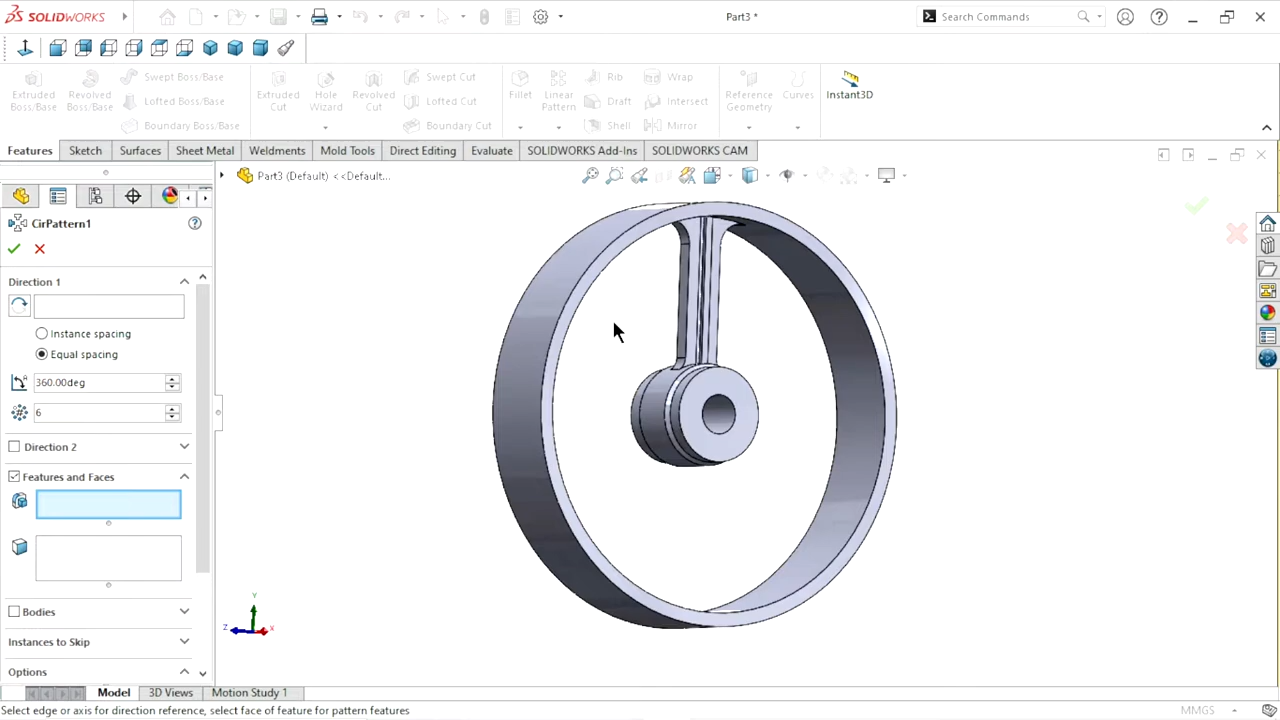 SOLIDWORKS
Part3 *
Search Commands
Extruded Boss/Base
Revolved Boss/Base
Swept Boss/Base
Lofted Boss/Base
Boundary Boss/Base
Extruded Cut
Hole Wizard
Revolved Cut
Swept Cut
Lofted Cut
Boundary Cut
Fillet
Linear Pattern
Rib
Draft
Shell
Wrap
Intersect
Mirror
Reference Geometry
Curves
Instant3D
Features
Sketch
Surfaces
Sheet Metal
Weldments
Mold Tools
Direct Editing
Evaluate
SOLIDWORKS Add-Ins
SOLIDWORKS CAM
Part3 (Default) <<Default...
CirPattern1
Direction 1
Instance spacing
Equal spacing
360.00deg
6
Direction 2
Features and Faces
Bodies
Instances to Skip
Options
Y
Z
X
Model
3D Views
Motion Study 1
Select edge or axis for direction reference, select face of feature for pattern features
MMGS